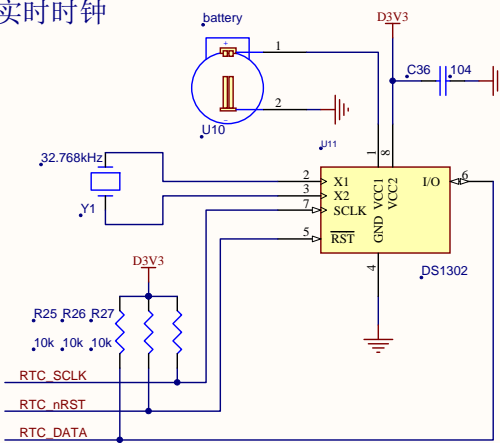 实时时钟
battery
D3V3
+
1
C36 104
2
-
U10
U11
1 8
32.768kHz
2 X1
3 X2
7 SCLK
5 RST
GND VCC1 VCC2
I/O 6
Y1
4
DS1302
D3V3
R25 R26 R27
10k 10k 10k
RTC_SCLK
RTC_nRST
RTC_DATA